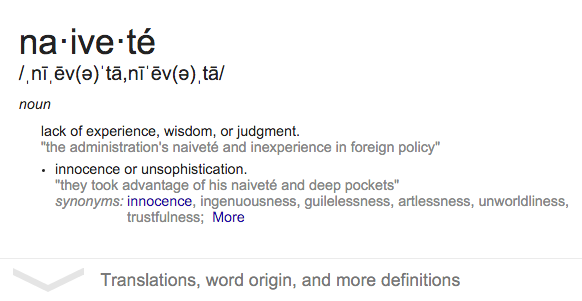 na·ive·té
/ˌnīˌēv(ə)ˈtā,nīˈēv(ə)ˌtā/
noun
lack of experience, wisdom, or judgment.
"the administration's naiveté and inexperience in foreign policy"
• innocence or unsophistication.
"they took advantage of his naiveté and deep pockets"
synonyms: innocence, ingenuousness, guilelessness, artlessness, unworldliness,
trustfulness; More
Translations, word origin, and more definitions